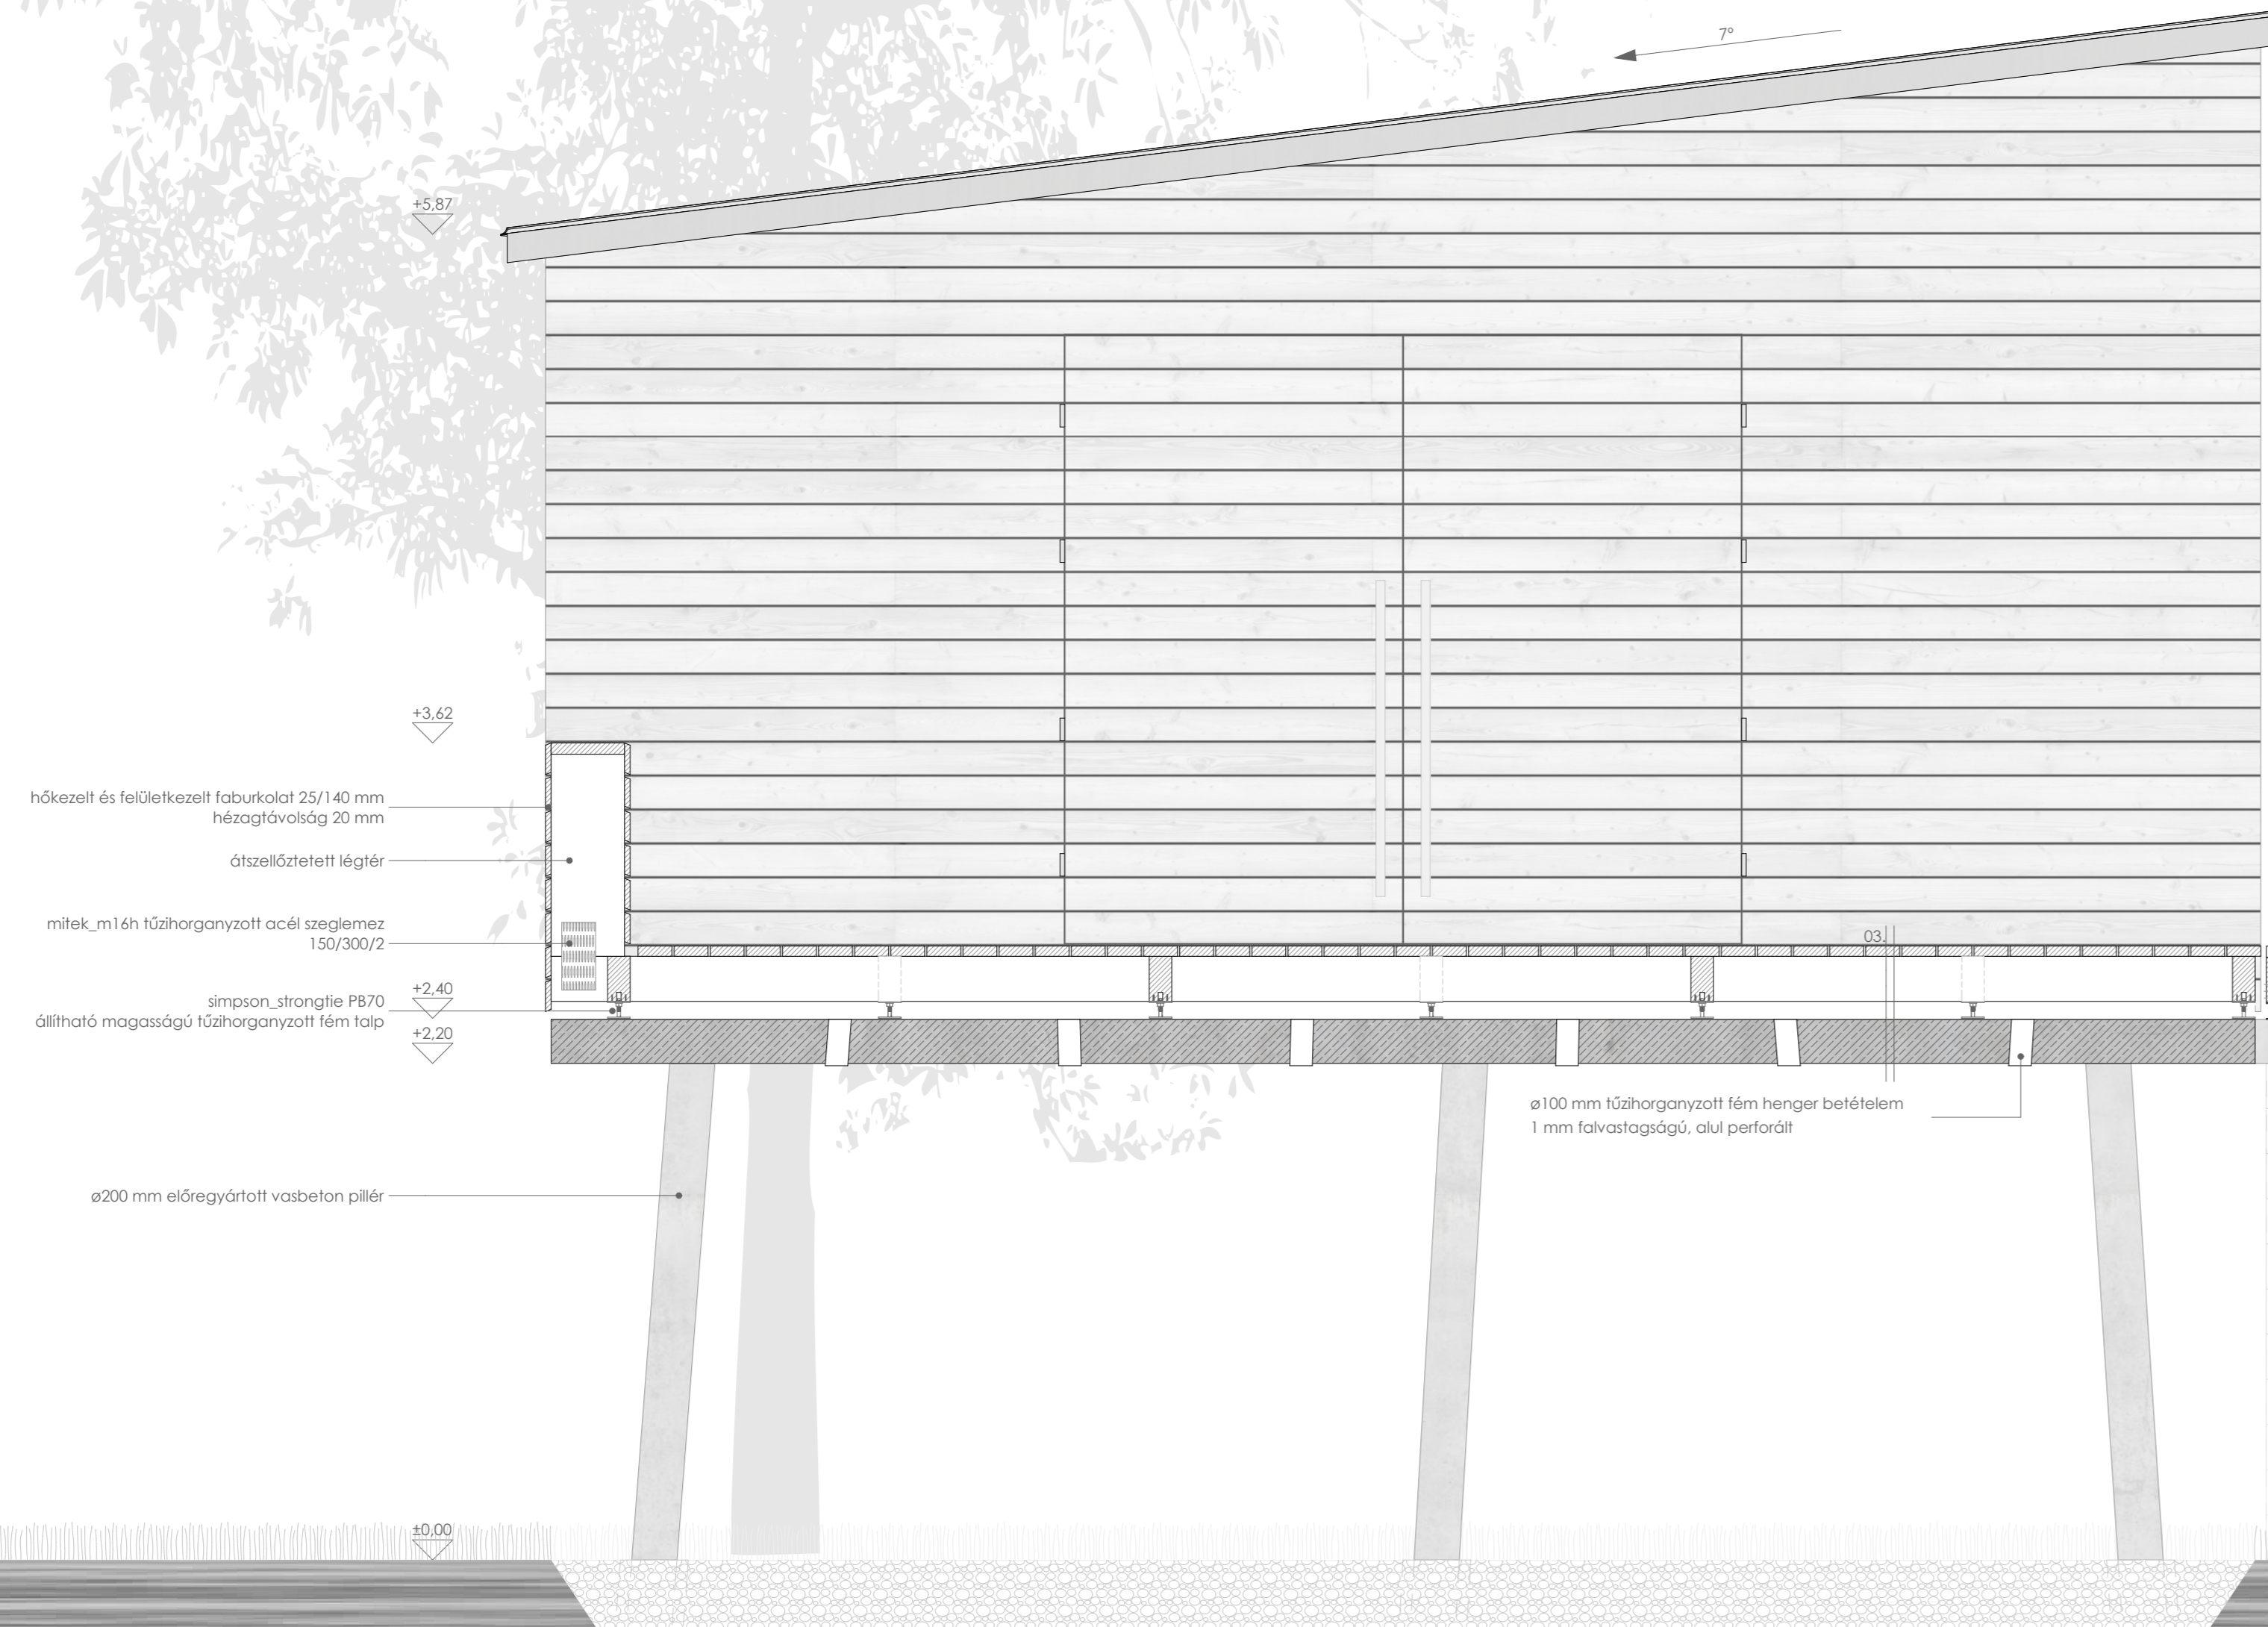 7°
+5,87
+3,62
hőkezelt és felületkezelt faburkolat 25/140 mm
hézagtávolság 20 mm
átszellőztetett légtér
mitek_m16h tűzihorganyzott acél szeglemez
150/300/2
03.
+2,40
simpson_strongtie PB70
állítható magasságú tűzihorganyzott fém talp
+2,20
ø100 mm tűzihorganyzott fém henger betételem
1 mm falvastagságú, alul perforált
ø200 mm előregyártott vasbeton pillér
±0,00